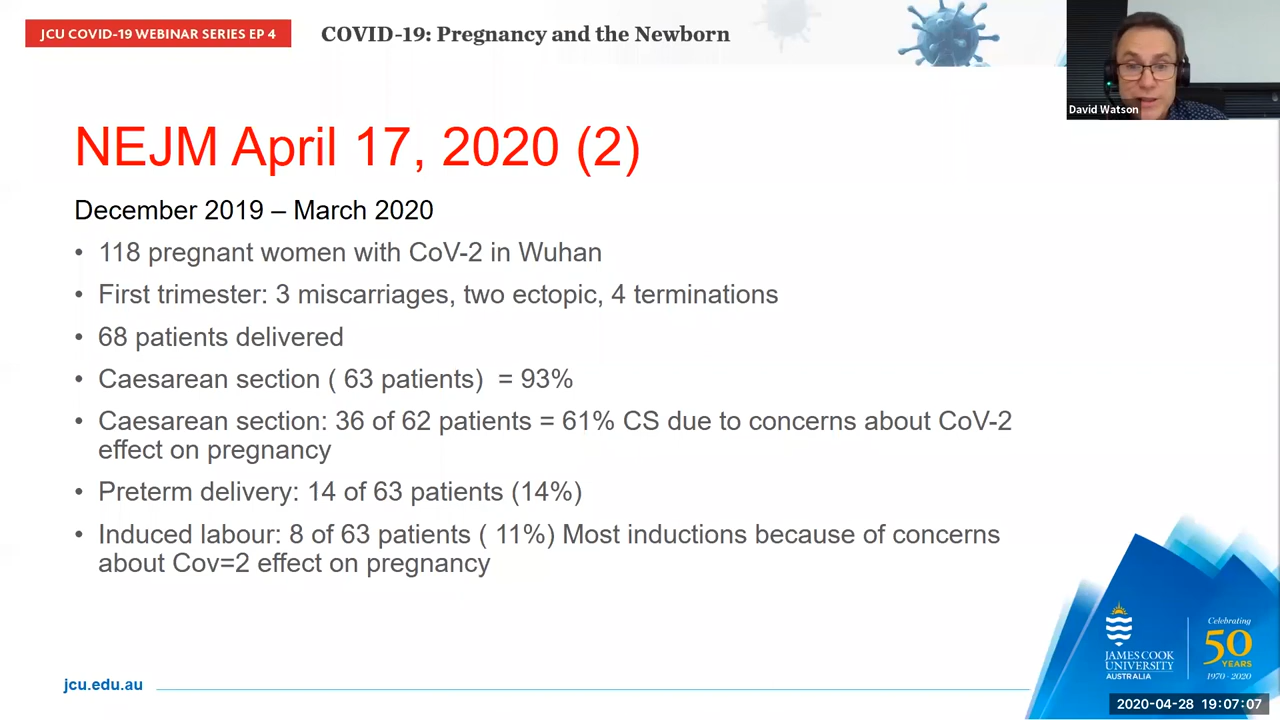 JCU COVID-19 WEBINAR SERIES EP 4
COVID-19: Pregnancy and the Newborn
David Watson
NEJM April 17, 2020 (2)
December 2019 – March 2020
• 118 pregnant women with CoV-2 in Wuhan
• First trimester: 3 miscarriages, two ectopic, 4 terminations
• 68 patients delivered
• Caesarean section ( 63 patients) = 93%
• Caesarean section: 36 of 62 patients = 61% CS due to concerns about CoV-2
effect on pregnancy
• Preterm delivery: 14 of 63 patients (14%)
• Induced labour: 8 of 63 patients ( 11%) Most inductions because of concerns
about Cov=2 effect on pregnancy
jcu.edu.au
JAMES COOK
UNIVERSITY
AUSTRALIA
Celebrating
50
YEARS
1970 - 2020
2020-04-28 19:07:07